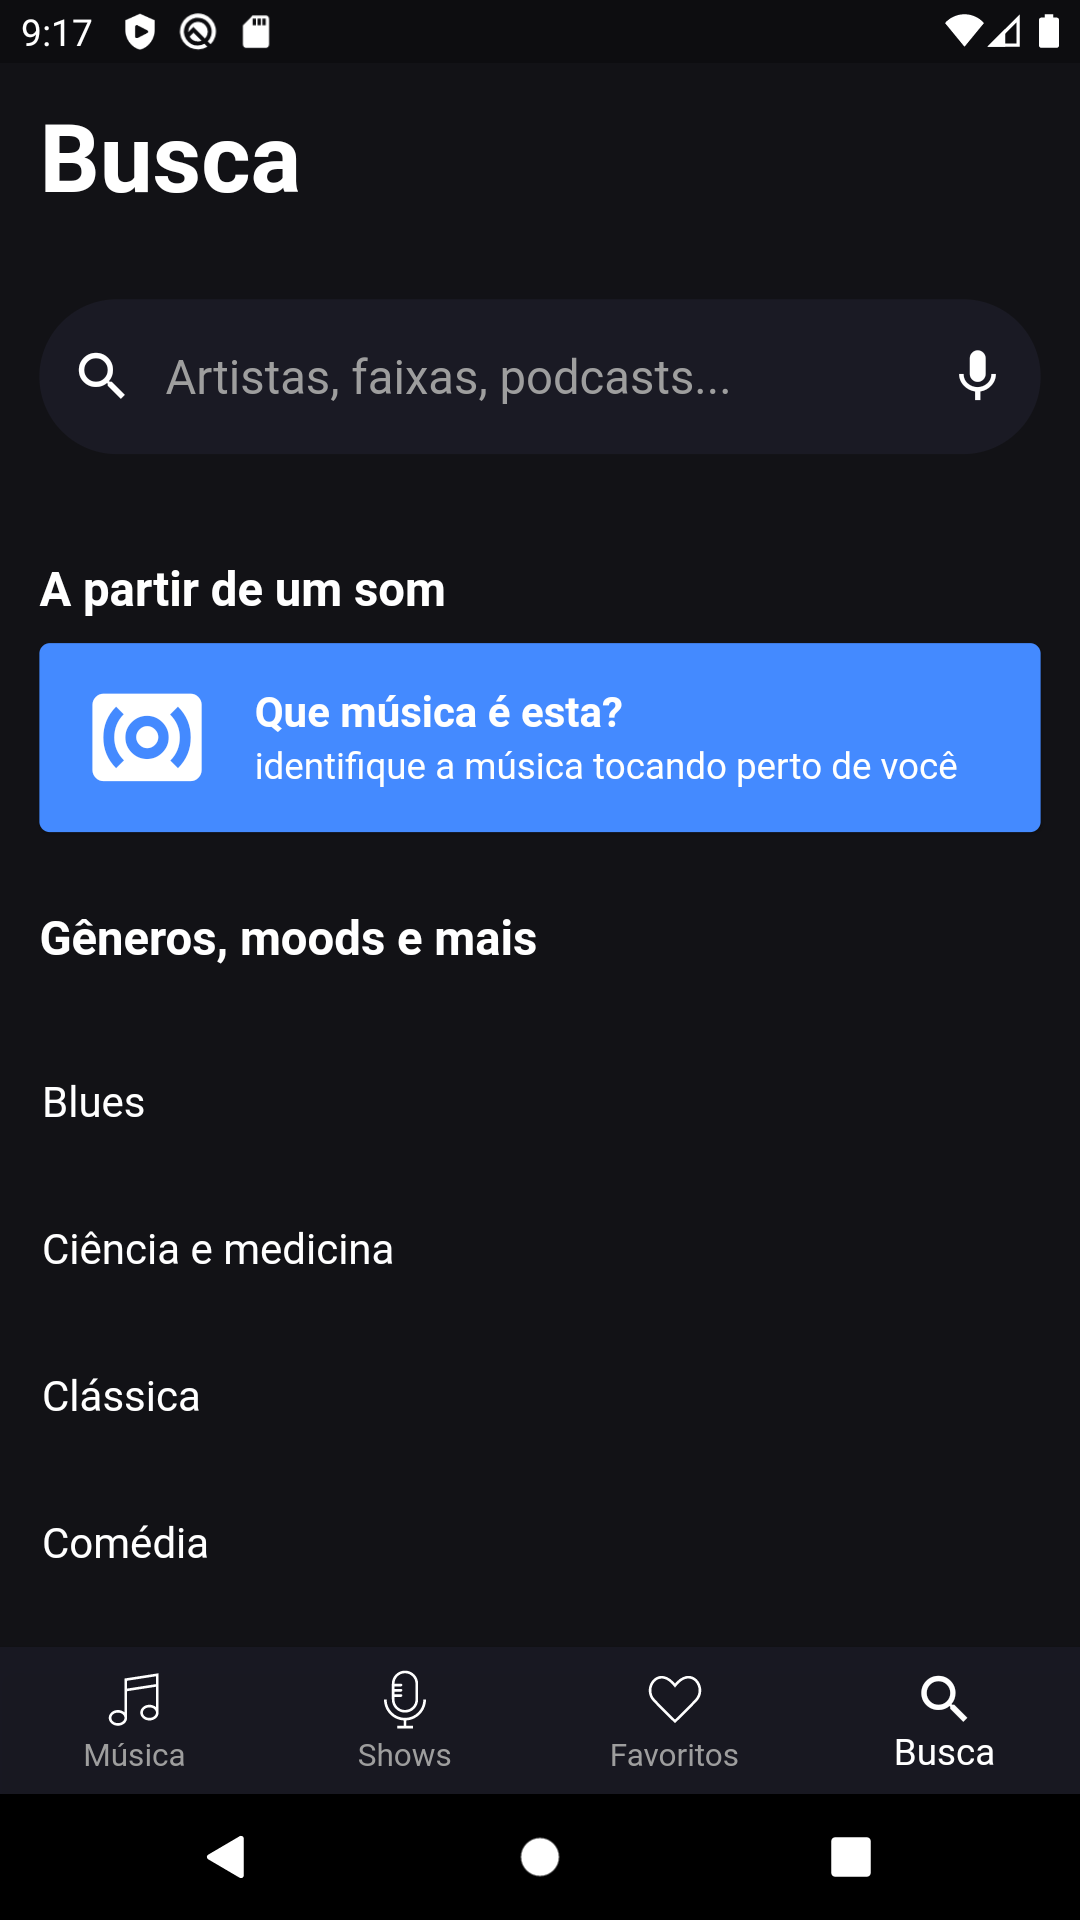 9:17
Busca
Artistas, faixas, podcasts...
A partir de um som
Que música é esta?
identifique a música tocando perto de você
Gêneros, moods e mais
Blues
Ciência e medicina
Clássica
Comédia
Música
Shows
Favoritos
Busca